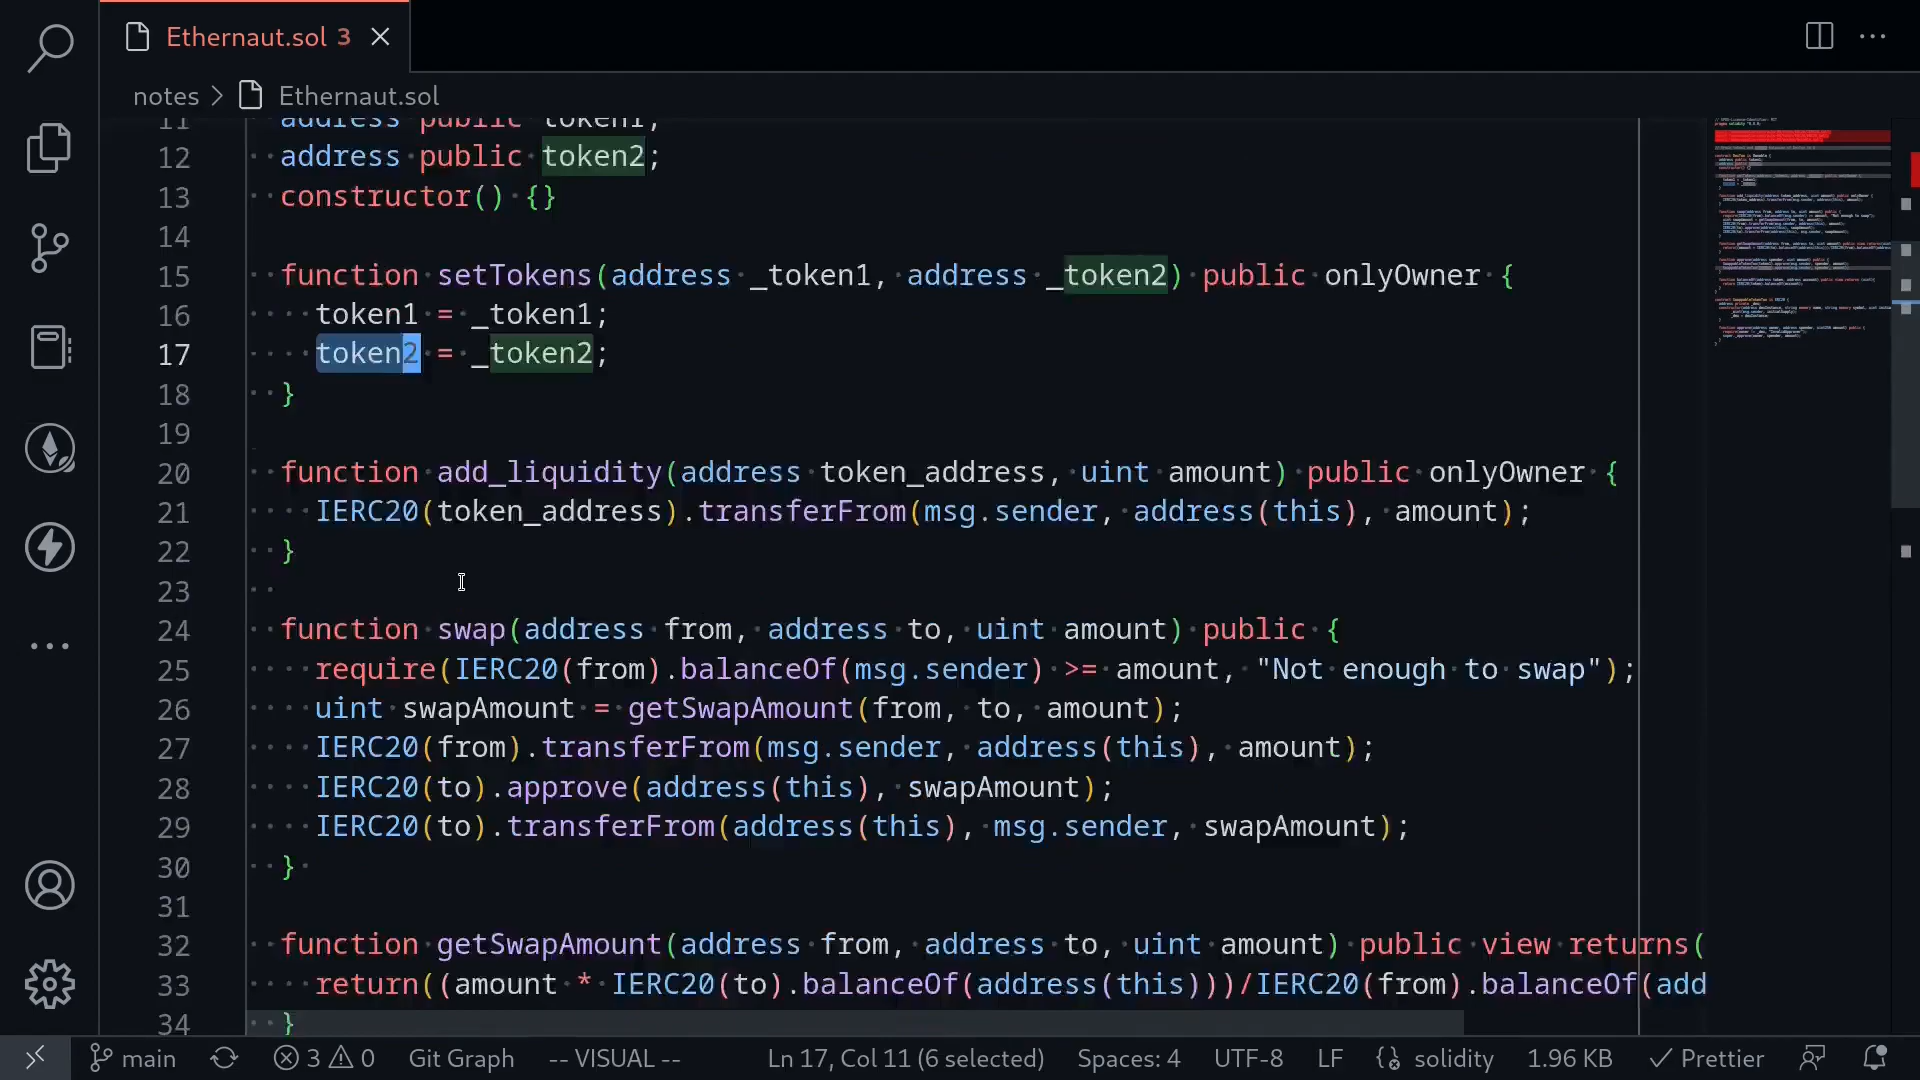 Ethernaut.sol 3
notes > Ethernaut.sol
11 address public token1;
12 address public token2;
13 constructor() {}
14
15 function setTokens(address _token1, address _token2) public onlyOwner {
16 token1 = _token1;
17 token2 = _token2;
18 }
19
20 function add_liquidity(address token_address, uint amount) public onlyOwner {
21 IERC20(token_address).transferFrom(msg.sender, address(this), amount);
22 }
23
24 function swap(address from, address to, uint amount) public {
25 require(IERC20(from).balanceOf(msg.sender) >= amount, "Not enough to swap");
26 uint swapAmount = getSwapAmount(from, to, amount);
27 IERC20(from).transferFrom(msg.sender, address(this), amount);
28 IERC20(to).approve(address(this), swapAmount);
29 IERC20(to).transferFrom(address(this), msg.sender, swapAmount);
30 }
31
32 function getSwapAmount(address from, address to, uint amount) public view returns(
33 return((amount * IERC20(to).balanceOf(address(this)))/IERC20(from).balanceOf(add
34 }
main 3 0 Git Graph -- VISUAL -- Ln 17, Col 11 (6 selected) Spaces: 4 UTF-8 LF solidity 1.96 KB Prettier